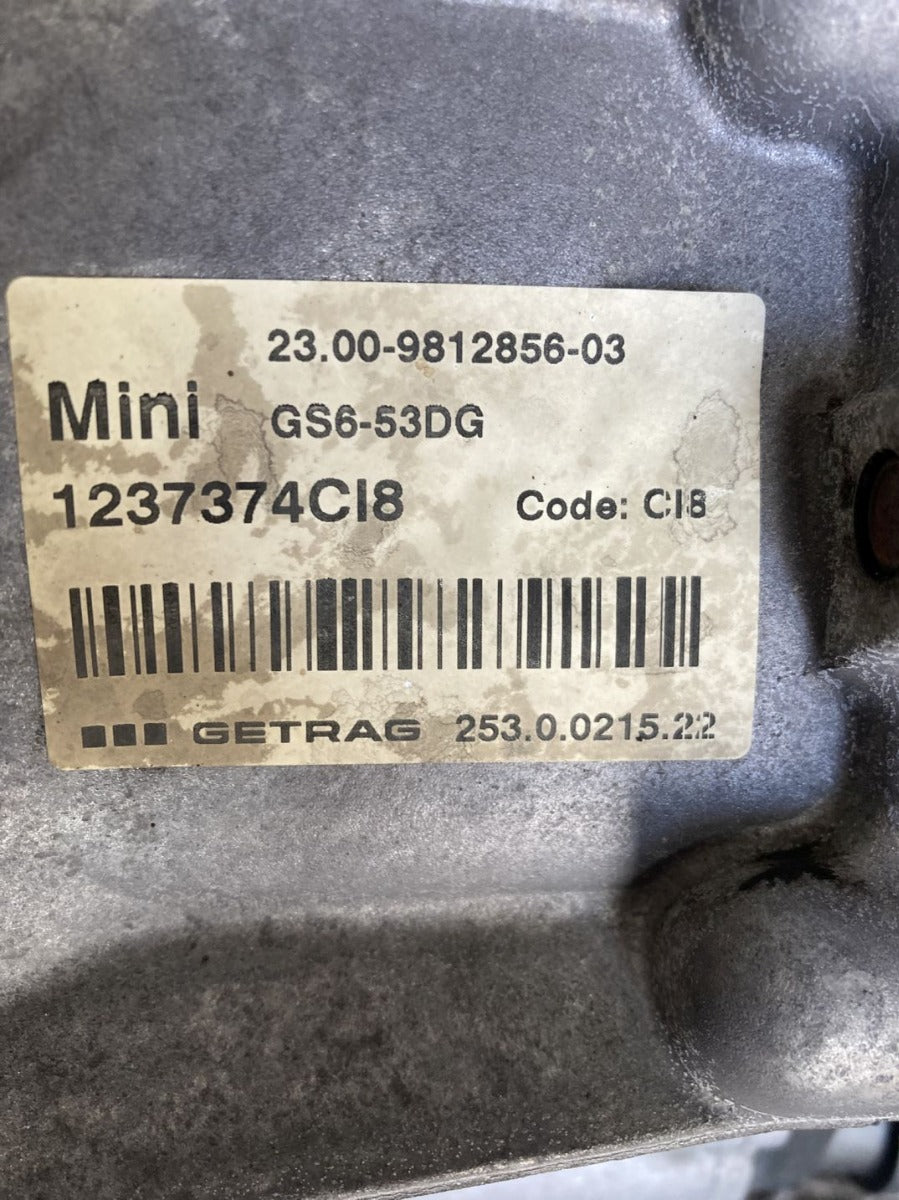 23.00-9812856-03
Mini GS6-53DG
1237374CI8 Code: CI8
GETRAG 253.0.0215.22